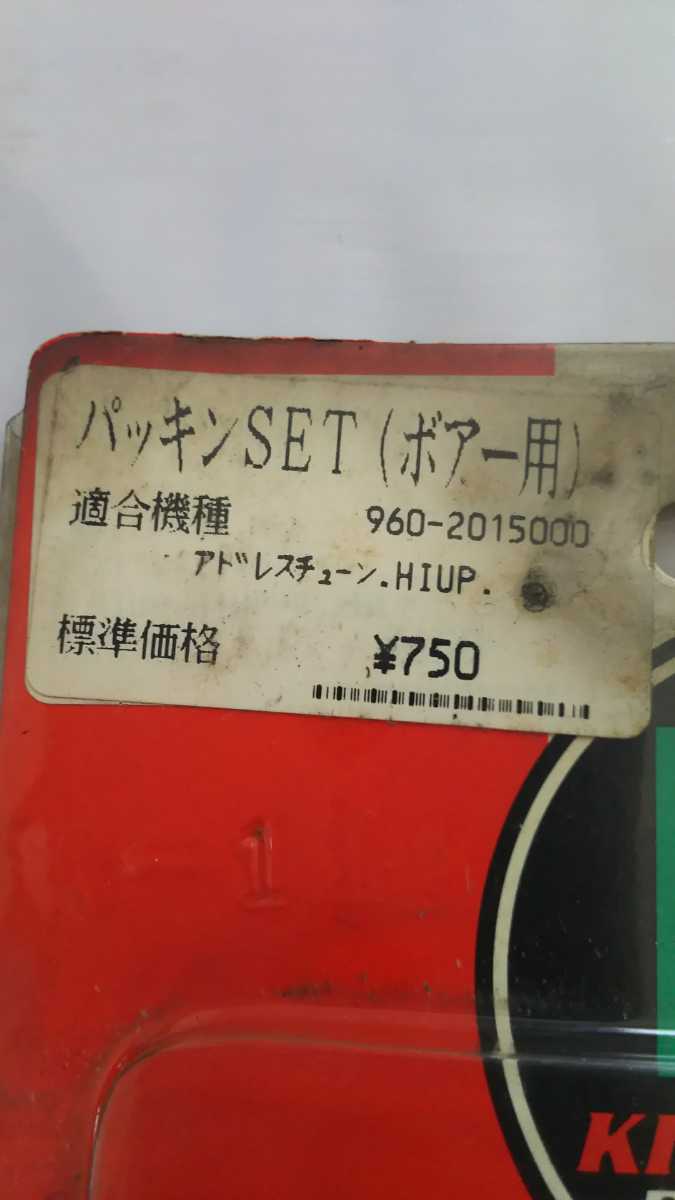 パッキンSET(ボアー用)
適合機種 960-2015000
アドレスチューン.HIUP.
標準価格 ¥750
-1